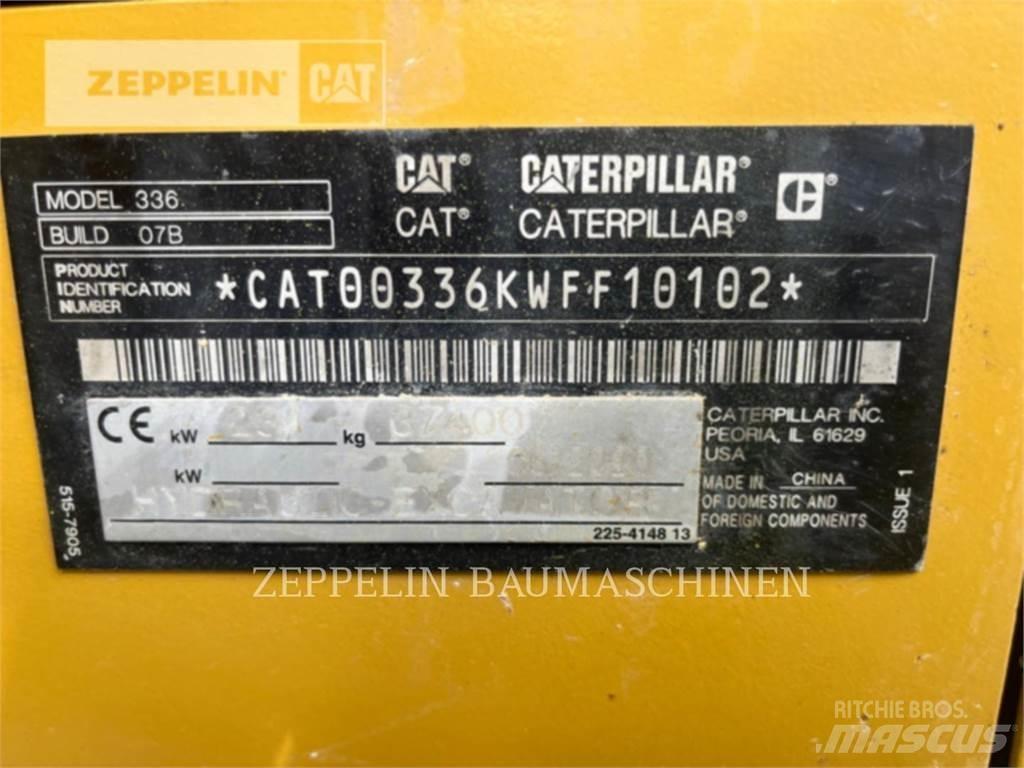 ZEPPELIN CAT
CAT® CATERPILLAR®
CAT® CATERPILLAR®
MODEL 336
BUILD 07B
PRODUCT IDENTIFICATION NUMBER *CAT00336KWFF10102*
CE kW kg
kW
225-4148 13
CATERPILLAR INC.
PEORIA, IL 61629
USA
MADE IN CHINA
OF DOMESTIC AND
FOREIGN COMPONENTS
ISSUE 1
515-7905
ZEPPELIN BAUMASCHINEN
RITCHIE BROS.
MASCUS